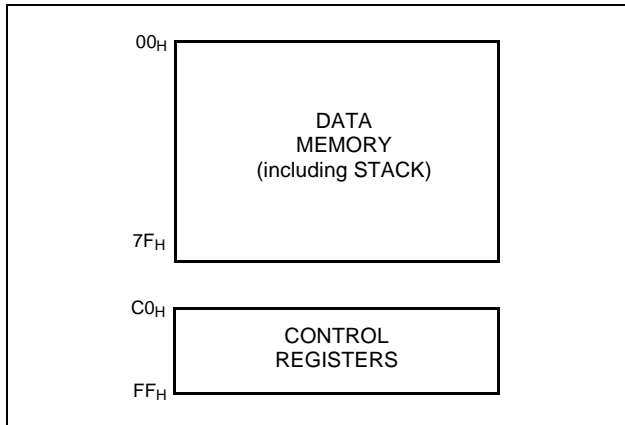 00H
DATA
MEMORY
(including STACK)
7FH
C0H
CONTROL
REGISTERS
FFH